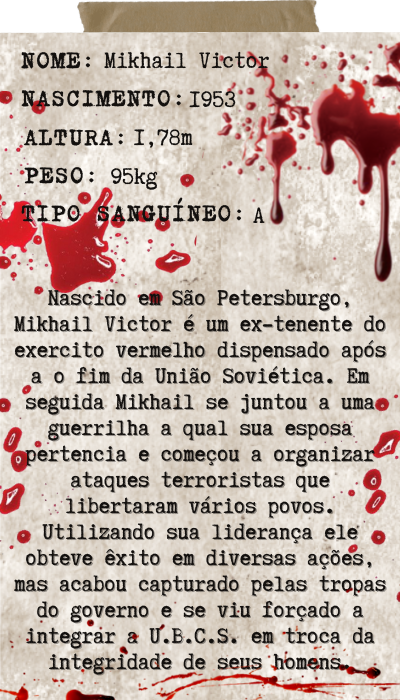 NOME: Mikhail Victor
NASCIMENTO: 1953
ALTURA: 1,78m
PESO: 95kg
TIPO SANGUÍNEO: A
Nascido em São Petersburgo,
Mikhail Victor é um ex-tenente do
exercito vermelho dispensado após
a o fim da União Soviética. Em
seguida Mikhail se juntou a uma
guerrilha a qual sua esposa
pertencia e começou a organizar
ataques terroristas que
libertaram vários povos.
Utilizando sua liderança ele
obteve êxito em diversas ações,
mas acabou capturado pelas tropas
do governo e se viu forçado a
integrar a U.B.C.S. em troca da
integridade de seus homens.